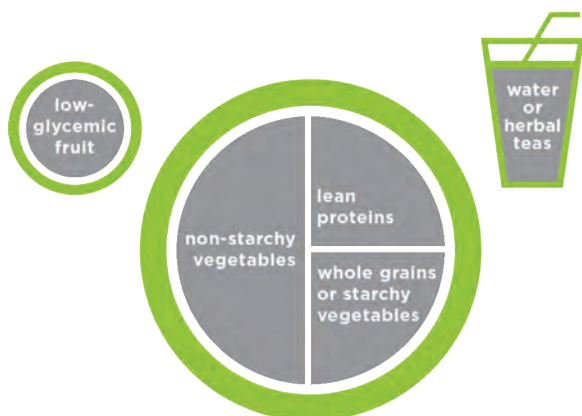 low-
glycemic
fruit
water
or
herbal
teas
non-starchy
vegetables
lean
proteins
whole grains
or starchy
vegetables